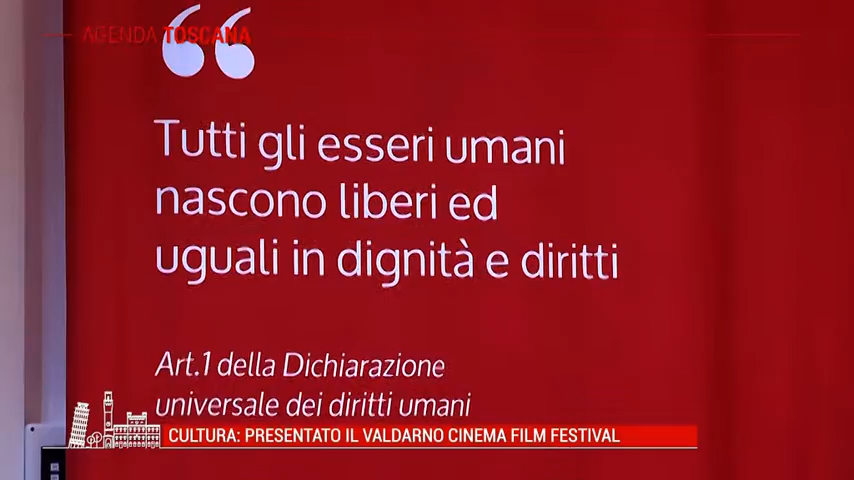 AGENDA TOSCANA
“
Tutti gli esseri umani
nascono liberi ed
uguali in dignità e diritti
Art.1 della Dichiarazione
universale dei diritti umani
CULTURA: PRESENTATO IL VALDARNO CINEMA FILM FESTIVAL